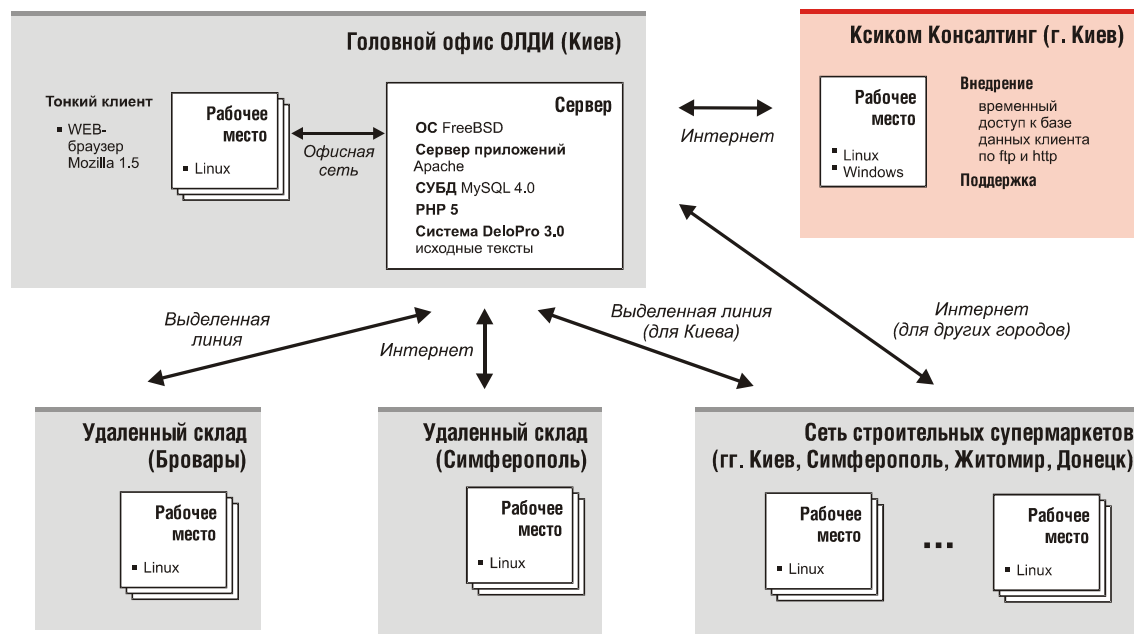 Головной офис ОЛДИ (Киев)
Тонкий клиент
▪ WEB-
браузер
Mozilla 1.5
Рабочее
место
▪ Linux
Офисная
сеть
Сервер
ОС FreeBSD
Сервер приложений
Apache
СУБД MySQL 4.0
PHP 5
Система DeloPro 3.0
исходные тексты
Интернет
Ксиком Консалтинг (г. Киев)
Рабочее
место
▪ Linux
▪ Windows
Внедрение
временный
доступ к базе
данных клиента
по ftp и http
Поддержка
Выделенная
линия
Интернет
Выделенная линия
(для Киева)
Интернет
(для других городов)
Удаленный склад
(Бровары)
Рабочее
место
▪ Linux
Удаленный склад
(Симферополь)
Рабочее
место
▪ Linux
Сеть строительных супермаркетов
(гг. Киев, Симферополь, Житомир, Донецк)
Рабочее
место
▪ Linux
...
Рабочее
место
▪ Linux